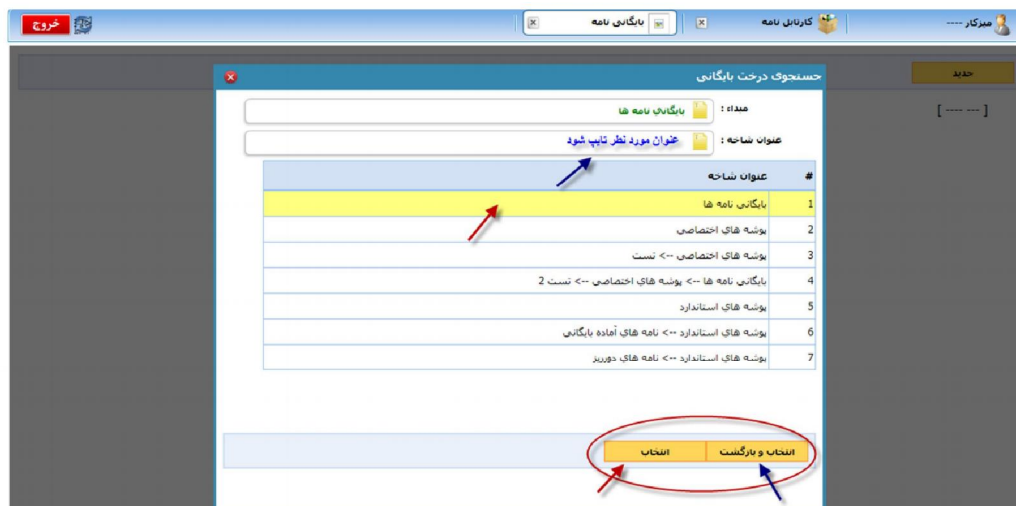 میزکار ---- کارتابل نامه بایگانی نامه خروج
جدید
[ --- ---- ]
جستجوی درخت بایگانی
مبداء : بایگانی نامه ها
عنوان شاخه : عنوان مورد نظر تایپ شود
# عنوان شاخه
1 بایگانی نامه ها
2 پوشه های اختصاصی
3 پوشه های اختصاصی --> تست
4 بایگانی نامه ها --> پوشه های اختصاصی --> تست 2
5 پوشه های استاندارد
6 پوشه های استاندارد --> نامه های آماده بایگانی
7 پوشه های استاندارد --> نامه های دورریز
انتخاب و بازگشت انتخاب